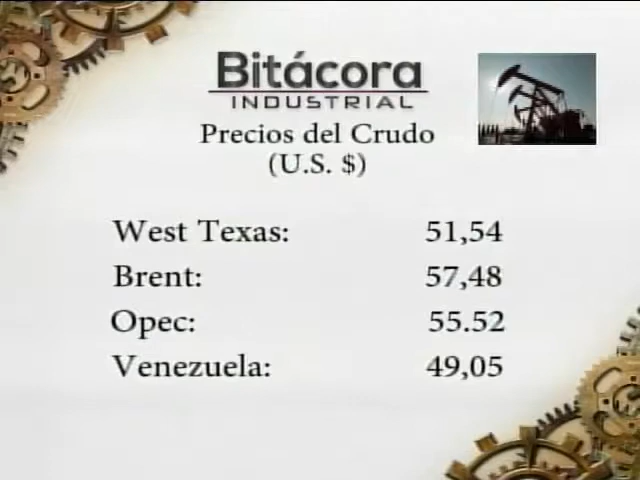 Bitácora
INDUSTRIAL
Precios del Crudo
(U.S. $)
West Texas: 51,54
Brent: 57,48
Opec: 55.52
Venezuela: 49,05